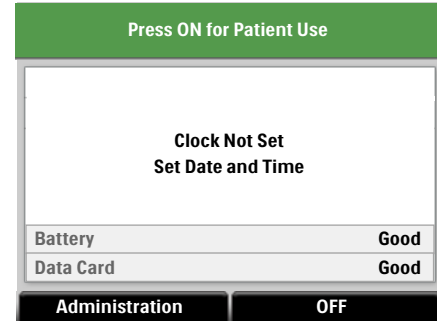 Press ON for Patient Use
Clock Not Set
Set Date and Time
Battery Good
Data Card Good
Administration OFF